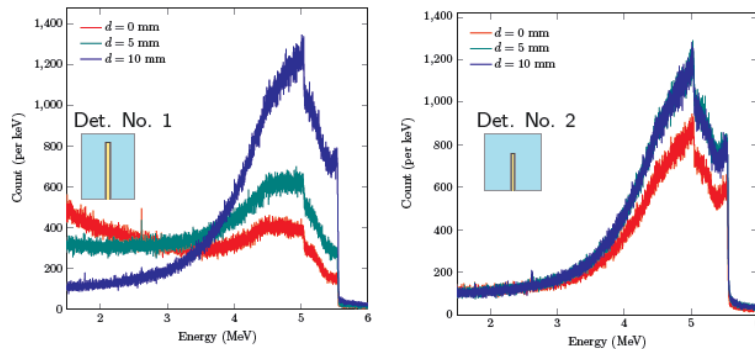 1,400
1,200
1,000
800
600
400
200
0
Count (per keV)
d = 0 mm
d = 5 mm
d = 10 mm
Det. No. 1
2
3
4
5
6
Energy (MeV)
1,400
1,200
1,000
800
600
400
200
0
Count (per keV)
d = 0 mm
d = 5 mm
d = 10 mm
Det. No. 2
2
3
4
5
Energy (MeV)